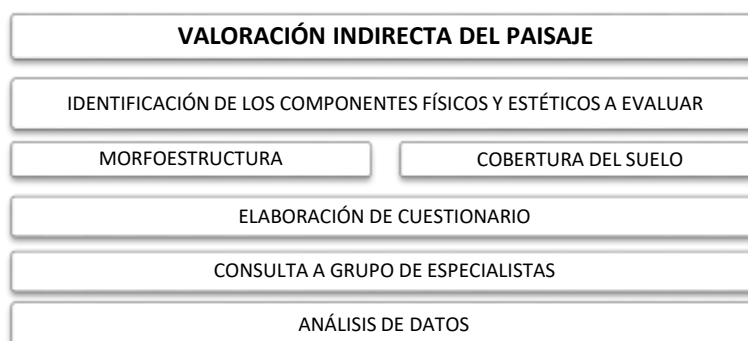 VALORACIÓN INDIRECTA DEL PAISAJE
IDENTIFICACIÓN DE LOS COMPONENTES FÍSICOS Y ESTÉTICOS A EVALUAR
MORFOESTRUCTURA
COBERTURA DEL SUELO
ELABORACIÓN DE CUESTIONARIO
CONSULTA A GRUPO DE ESPECIALISTAS
ANÁLISIS DE DATOS